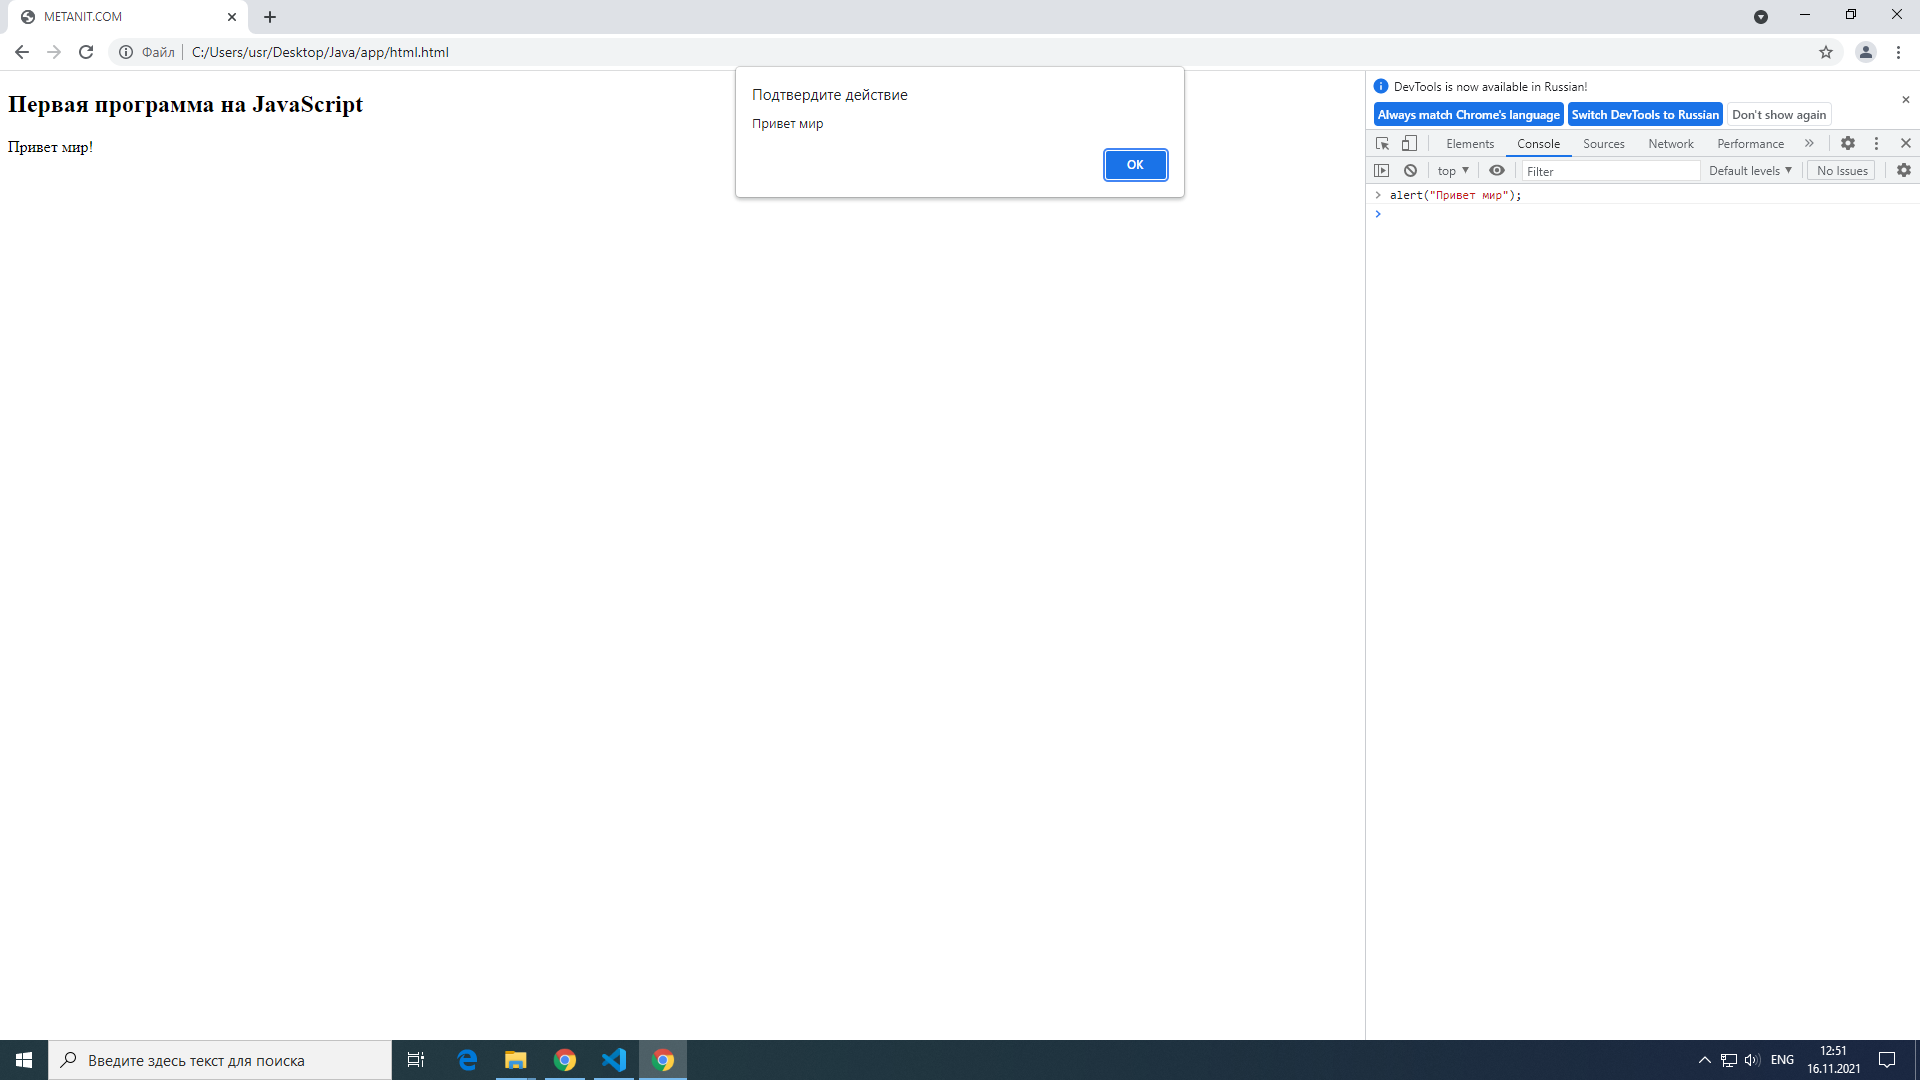 METANIT.COM
Файл
C:/Users/usr/Desktop/Java/app/html.html
Первая программа на JavaScript
Привет мир!
Подтвердите действие
Привет мир
OK
DevTools is now available in Russian!
Always match Chrome's language Switch DevTools to Russian Don't show again
Elements Console Sources Network Performance »
top Filter Default levels No Issues
alert("Привет мир");
Введите здесь текст для поиска
ENG
12:51
16.11.2021